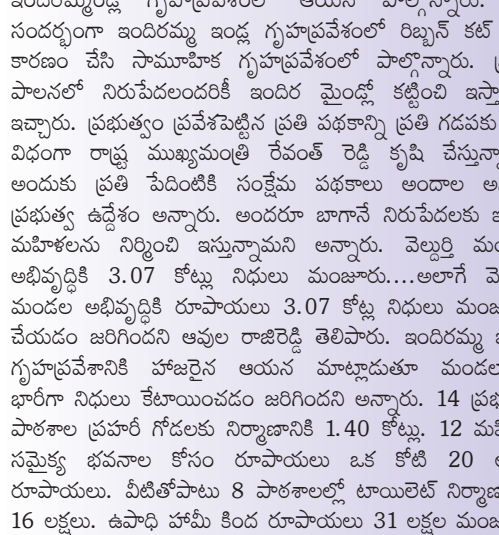 ఇందిరమ్మఇండ్ల గృహప్రవేశంలో ఆయన పాల్గొన్నారు.
సందర్భంగా ఇందిరమ్మ ఇండ్ల గృహప్రవేశంలో రిబ్బన్ కట్
కారణం చేసి సామూహిక గృహప్రవేశంలో పాల్గొన్నారు.
పాలనలో నిరుపేదలందరికీ ఇందిర మైండ్లో కట్టించి
ఇచ్చారు. ప్రభుత్వం ప్రవేశపెట్టిన ప్రతి పథకాన్ని ప్రతి గడపకు
విధంగా రాష్ట్ర ముఖ్యమంత్రి రేవంత్ రెడ్డి కృషి
అందుకు ప్రతి పేదింటికి సంక్షేమ పథకాలు అందాల
ప్రభుత్వ ఉద్దేశం అన్నారు. అందరూ బాగానే నిరుపేదలకు
మహిళలను నిర్మించి ఇస్తున్నామని అన్నారు. వెల్దుర్తి
అభివృద్ధికి 3.07 కోట్లు నిధులు మంజూరు....అలాగే
మండల అభివృద్ధికి రూపాయలు 3.07 కోట్ల నిధులు
చేయడం జరిగిందని ఆవుల రాజిరెడ్డి తెలిపారు. ఇందిరమ్మ
గృహప్రవేశానికి హాజరైన ఆయన మాట్లాడుతూ
భారీగా నిధులు కేటాయించడం జరిగిందని అన్నారు. 14
పాఠశాల ప్రహరీ గోడలకు నిర్మాణానికి 1.40 కోట్లు. 12
సమైక్య భవనాల కోసం రూపాయలు ఒక కోటి 20
రూపాయలు. వీటితోపాటు 8 పాఠశాలల్లో టాయిలెట్
16 లక్షలు. ఉపాధి హామీ కింద రూపాయలు 31 లక్షల